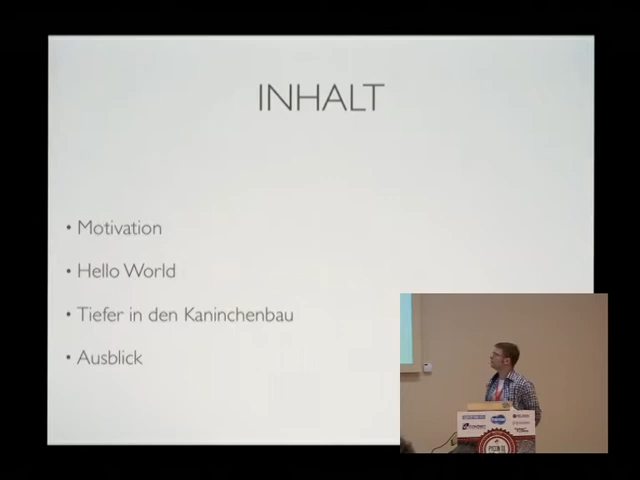 INHALT
• Motivation
• Hello World
• Tiefer in den Kaninchenbau
• Ausblick